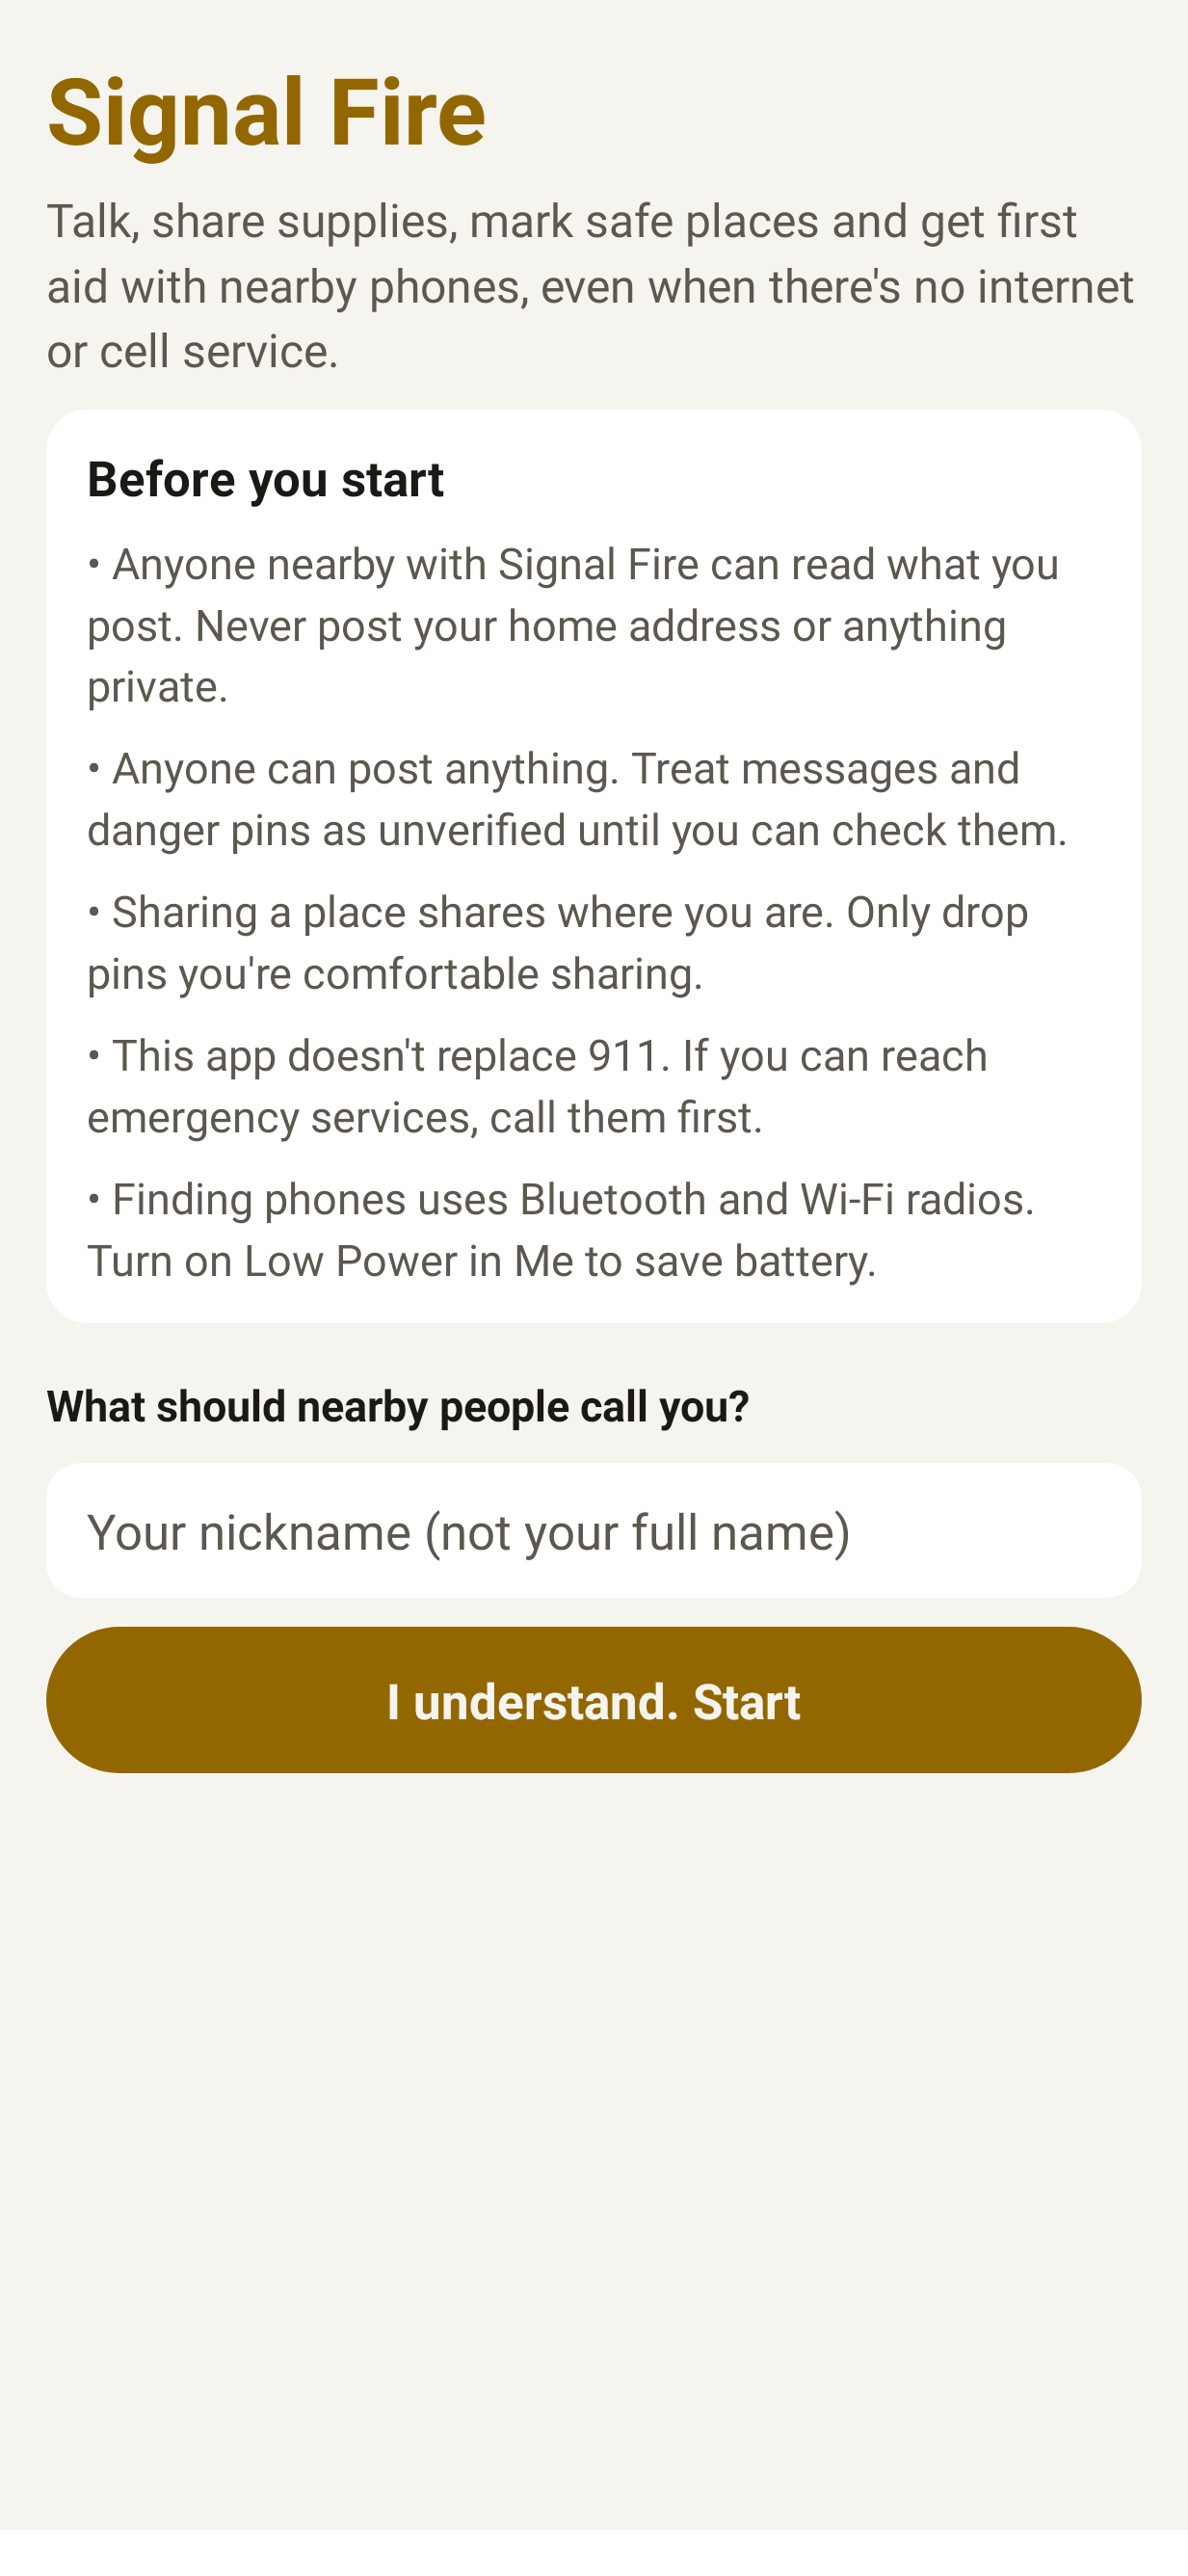 Signal Fire
Talk, share supplies, mark safe places and get first
aid with nearby phones, even when there's no internet
or cell service.
Before you start
• Anyone nearby with Signal Fire can read what you
post. Never post your home address or anything
private.
• Anyone can post anything. Treat messages and
danger pins as unverified until you can check them.
• Sharing a place shares where you are. Only drop
pins you're comfortable sharing.
• This app doesn't replace 911. If you can reach
emergency services, call them first.
• Finding phones uses Bluetooth and Wi-Fi radios.
Turn on Low Power in Me to save battery.
What should nearby people call you?
Your nickname (not your full name)
I understand. Start